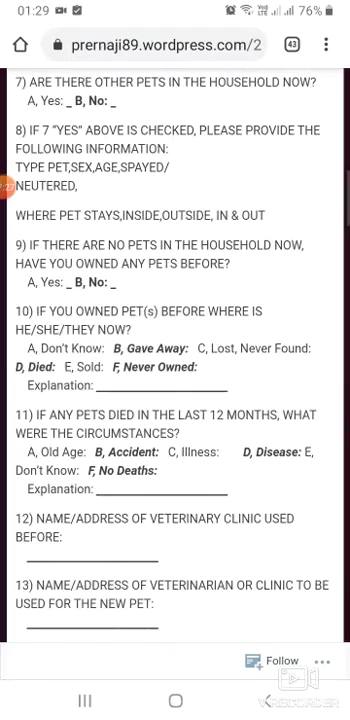 01:29
76%
prernaji89.wordpress.com/2
43
7) ARE THERE OTHER PETS IN THE HOUSEHOLD NOW?
A, Yes: _ B, No: _
8) IF 7 “YES” ABOVE IS CHECKED, PLEASE PROVIDE THE
FOLLOWING INFORMATION:
TYPE PET,SEX,AGE,SPAYED/
NEUTERED,
WHERE PET STAYS,INSIDE,OUTSIDE, IN & OUT
9) IF THERE ARE NO PETS IN THE HOUSEHOLD NOW,
HAVE YOU OWNED ANY PETS BEFORE?
A, Yes: _ B, No: _
10) IF YOU OWNED PET(s) BEFORE WHERE IS
HE/SHE/THEY NOW?
A, Don’t Know: B, Gave Away: C, Lost, Never Found:
D, Died: E, Sold: F, Never Owned:
Explanation: ____________________
11) IF ANY PETS DIED IN THE LAST 12 MONTHS, WHAT
WERE THE CIRCUMSTANCES?
A, Old Age: B, Accident: C, Illness: D, Disease: E,
Don’t Know: F, No Deaths:
Explanation: ____________________
12) NAME/ADDRESS OF VETERINARY CLINIC USED
BEFORE:
____________________
13) NAME/ADDRESS OF VETERINARIAN OR CLINIC TO BE
USED FOR THE NEW PET:
____________________
Follow
V RECORDER